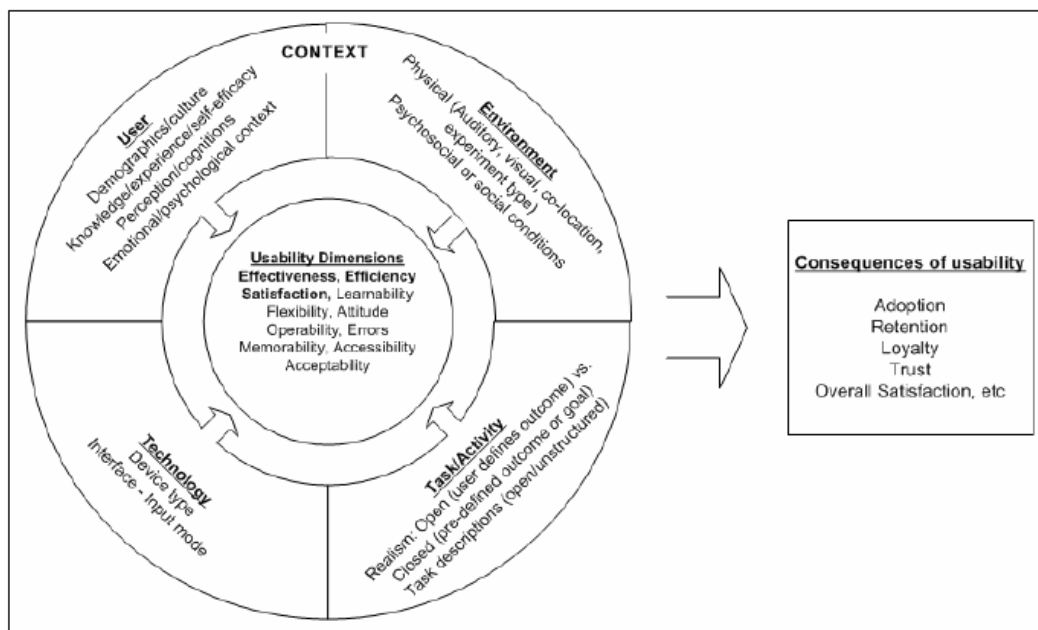 CONTEXT
User
Demographics/culture
Knowledge/experience/self-efficacy
Perception/cognitions
Emotional/psychological context
Environment
Physical (Auditory, visual, co-location,
experiment type)
Psychosocial or social conditions
Usability Dimensions
Effectiveness, Efficiency
Satisfaction, Learnability
Flexibility, Attitude
Operability, Errors
Memorability, Accessibility
Acceptability
Technology
Device type
Interface - Input mode
Task/Activity
Realism: Open (user defines outcome) vs.
Closed (pre-defined outcome or goal)
Task descriptions (open/unstructured)
Consequences of usability
Adoption
Retention
Loyalty
Trust
Overall Satisfaction, etc